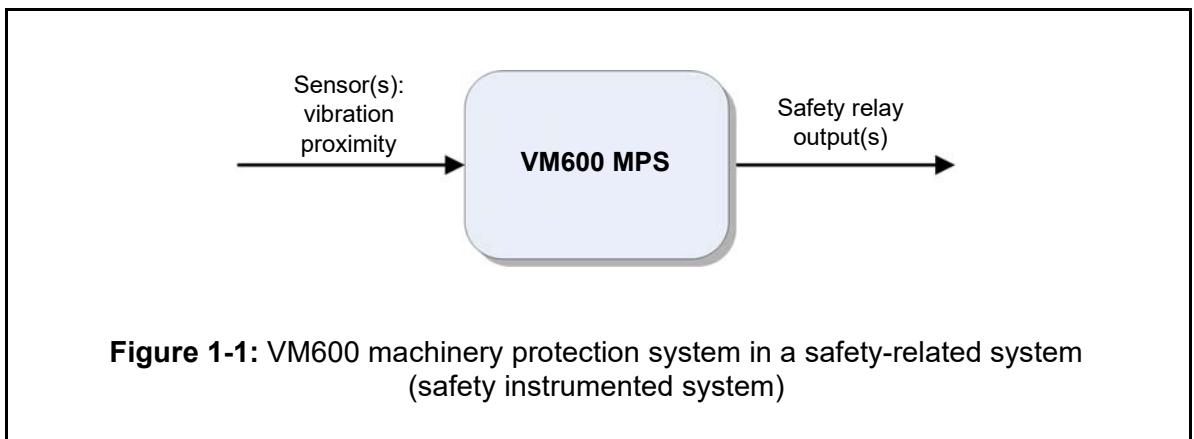 Sensor(s):
vibration
proximity
VM600 MPS
Safety relay
output(s)
Figure 1-1: VM600 machinery protection system in a safety-related system
(safety instrumented system)